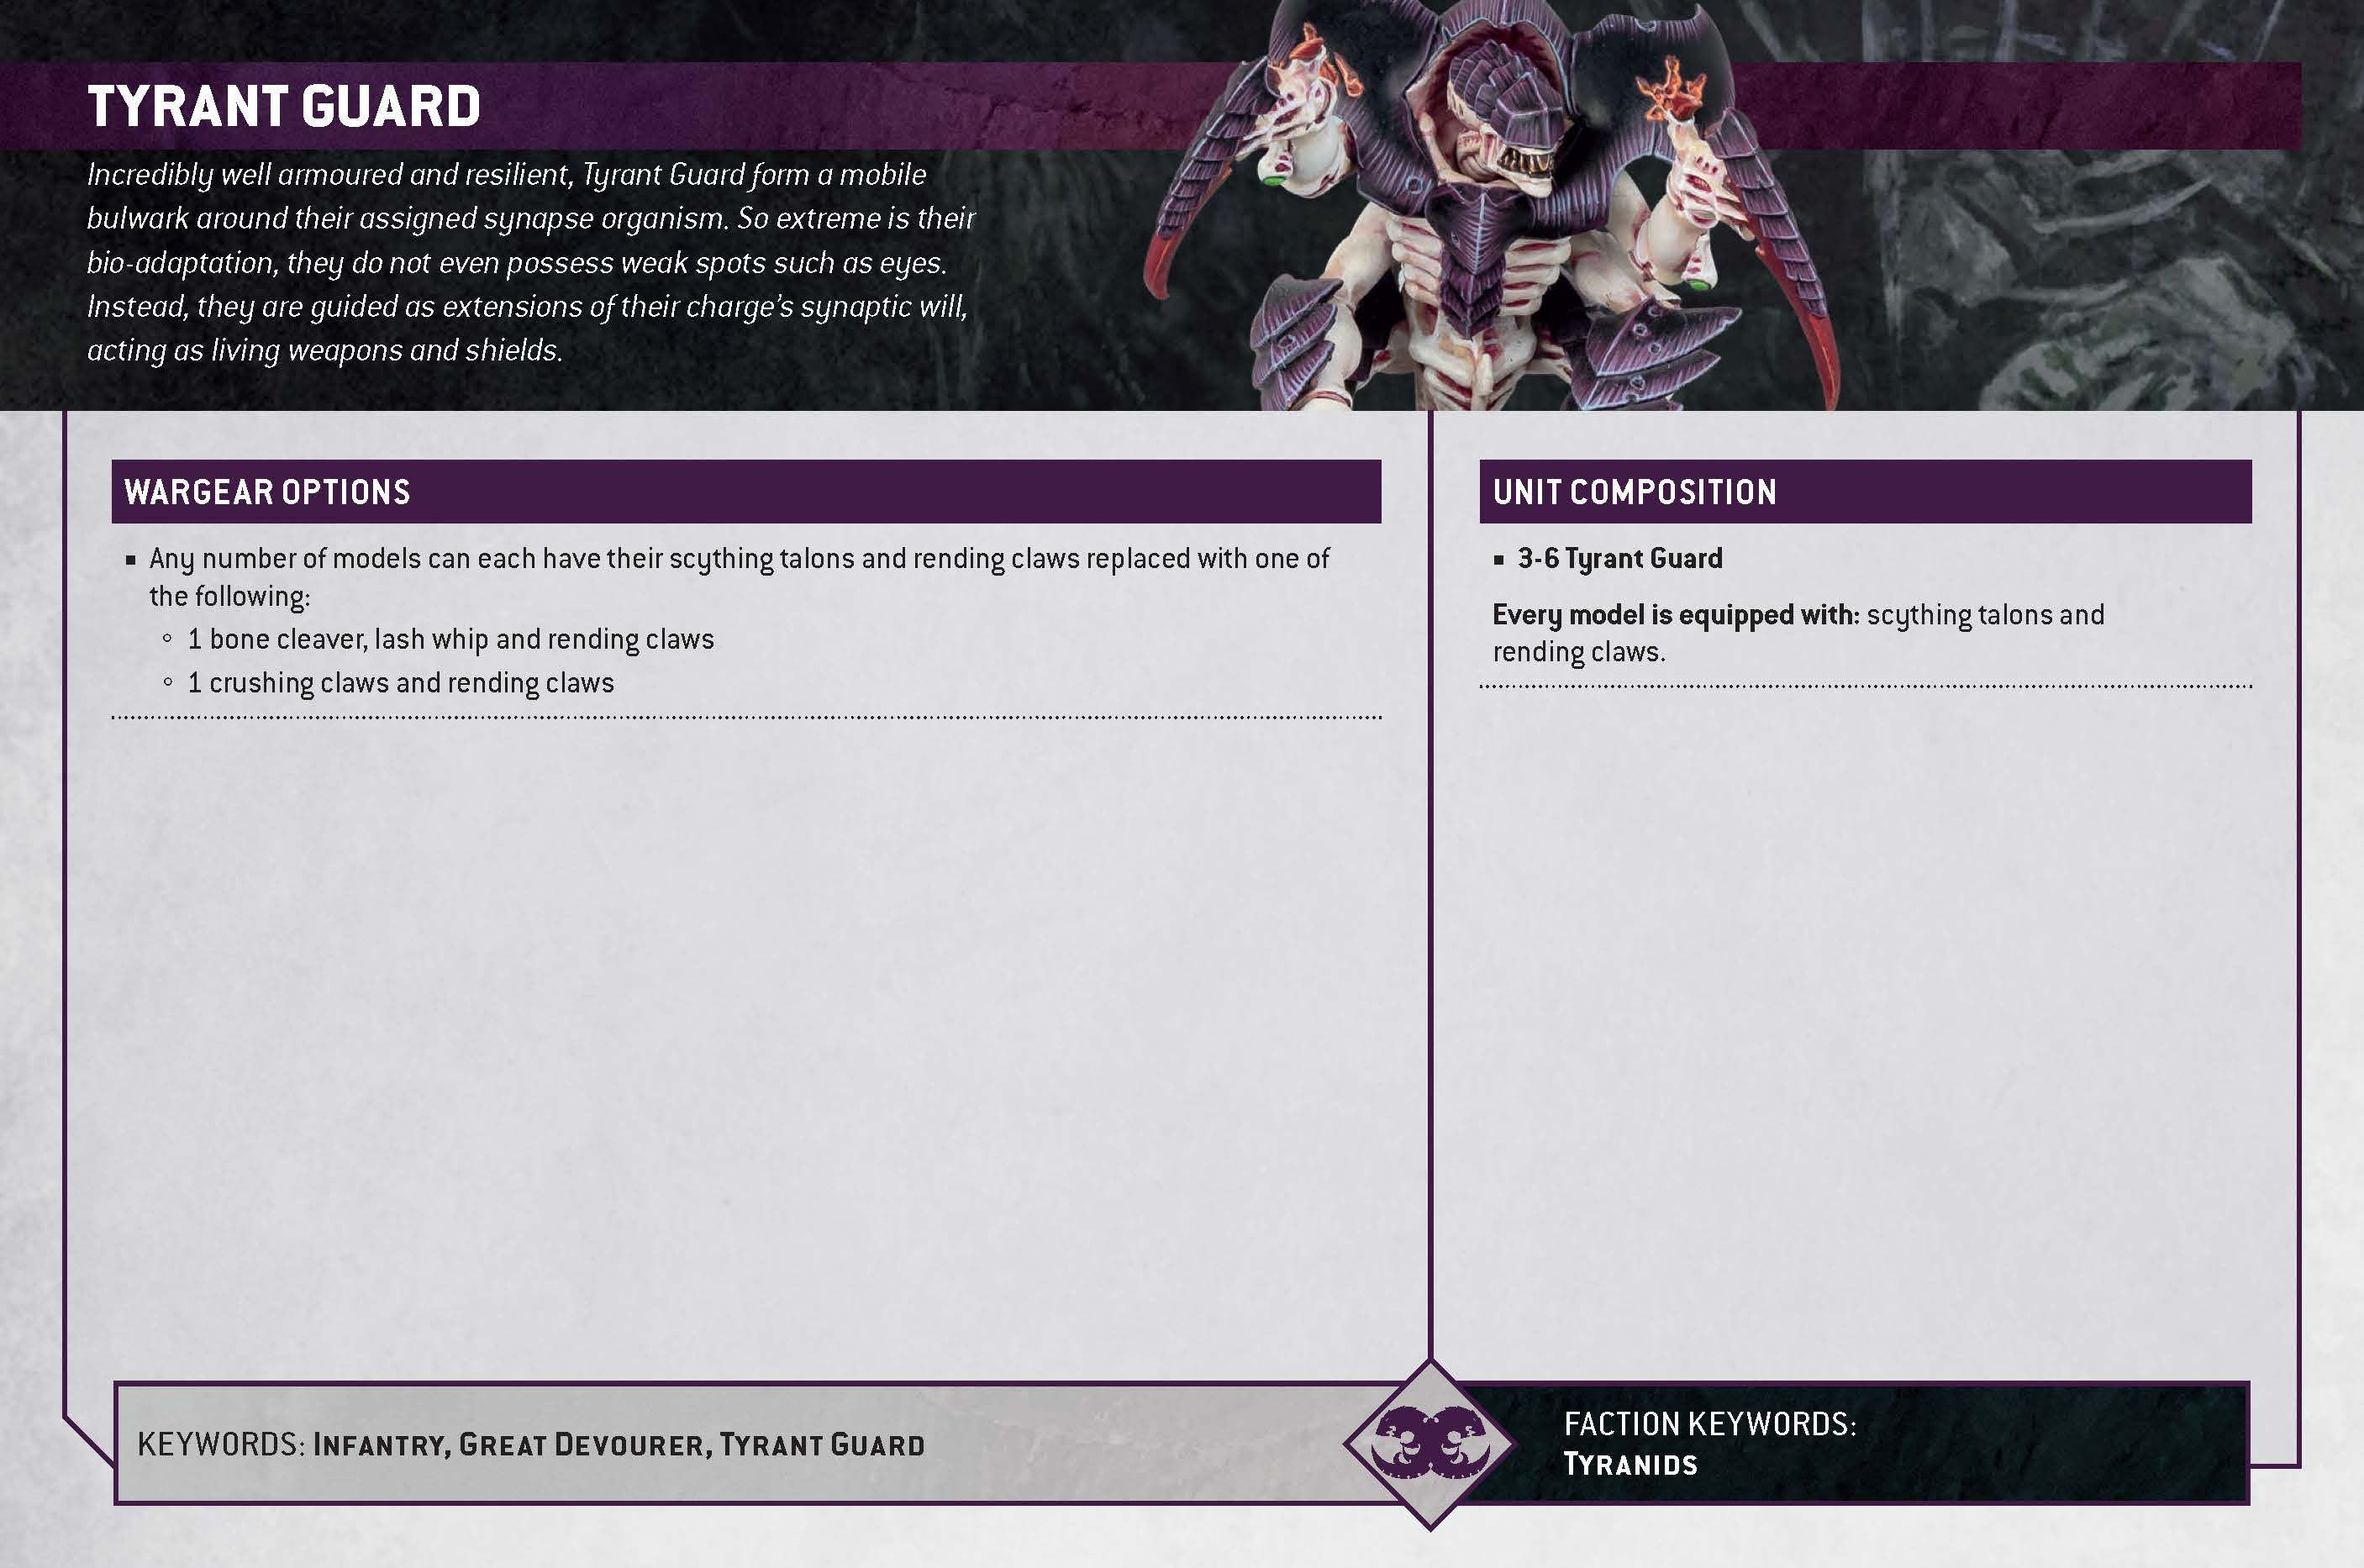 TYRANT GUARD
Incredibly well armoured and resilient, Tyrant Guard form a mobile
bulwark around their assigned synapse organism. So extreme is their
bio-adaptation, they do not even possess weak spots such as eyes.
Instead, they are guided as extensions of their charge’s synaptic will,
acting as living weapons and shields.
WARGEAR OPTIONS
▪ Any number of models can each have their scything talons and rending claws replaced with one of
the following:
◦ 1 bone cleaver, lash whip and rending claws
◦ 1 crushing claws and rending claws
UNIT COMPOSITION
▪ 3-6 Tyrant Guard
Every model is equipped with: scything talons and
rending claws.
KEYWORDS: INFANTRY, GREAT DEVOURER, TYRANT GUARD
FACTION KEYWORDS:
TYRANIDS